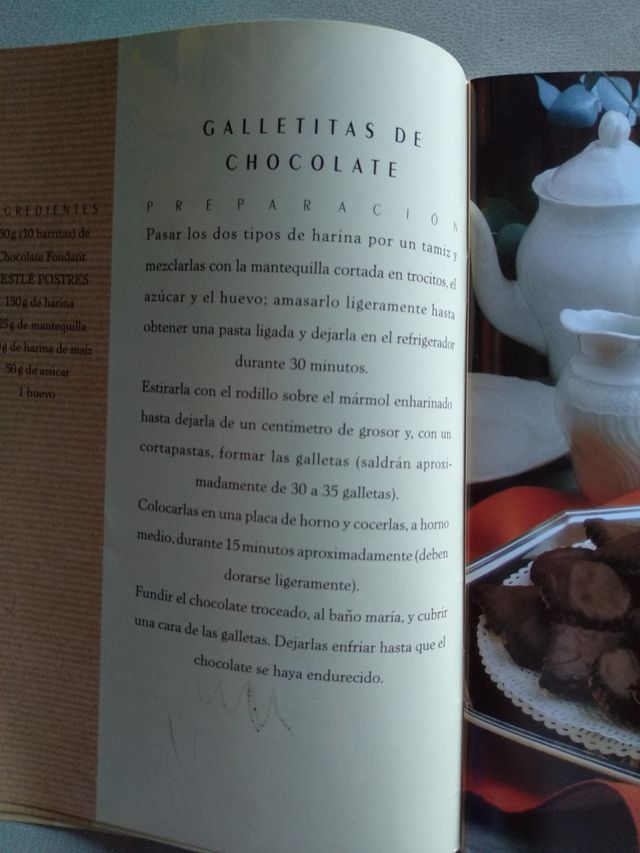 GREDIENTES
50g (10 barritas) de
Chocolate Fondant
ESTLE POSTRES
150g de harina
25g de mantequilla
g de harina de maiz
50g de azúcar
1 huevo
GALLETITAS DE
CHOCOLATE
PREPARACIÓN
Pasar los dos tipos de harina por un tamiz y
mezclarlas con la mantequilla cortada en trocitos, el
azúcar y el huevo; amasarlo ligeramente hasta
obtener una pasta ligada y dejarla en el refrigerador
durante 30 minutos.
Estirarla con el rodillo sobre el mármol enharinado
hasta dejarla de un centímetro de grosor y, con un
cortapastas, formar las galletas (saldrán aproxi-
madamente de 30 a 35 galletas).
Colocarlas en una placa de horno y cocerlas, a horno
medio, durante 15 minutos aproximadamente (deben
dorarse ligeramente).
Fundir el chocolate troceado, al baño maría, y cubrir
una cara de las galletas. Dejarlas enfriar hasta que el
chocolate se haya endurecido.